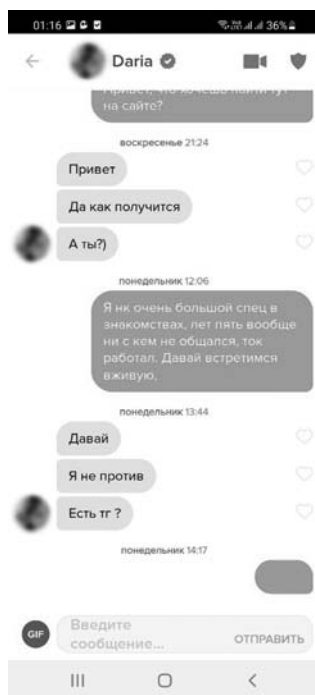 01:16
36%
Daria
Привет, что хочешь найти тут
на сайте?
воскресенье 21:24
Привет
Да как получится
А ты?)
понедельник 12:06
Я нк очень большой спец в
знакомствах, лет пять вообще
ни с кем не общался, ток
работал. Давай встретимся
вживую,
понедельник 13:44
Давай
Я не против
Есть тг ?
понедельник 14:17
GIF
Введите
сообщение...
ОТПРАВИТЬ